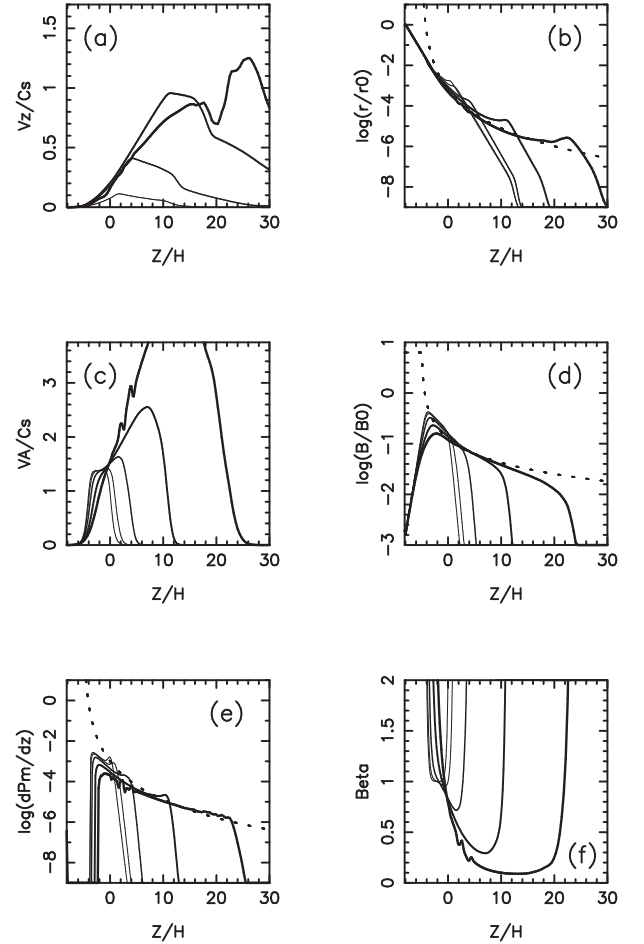 (a)
Vz/Cs
0 0.5 1 1.5
0 10 20 30
Z/H
(b)
log(r/r0)
−8 −6 −4 −2 0
0 10 20 30
Z/H
(c)
VA/Cs
0 1 2 3
0 10 20 30
Z/H
(d)
log(B/B0)
−3 −2 −1 0 1
0 10 20 30
Z/H
(e)
log(dPm/dz)
−8 −6 −4 −2 0
0 10 20 30
Z/H
(f)
Beta
0 0.5 1 1.5 2
0 10 20 30
Z/H